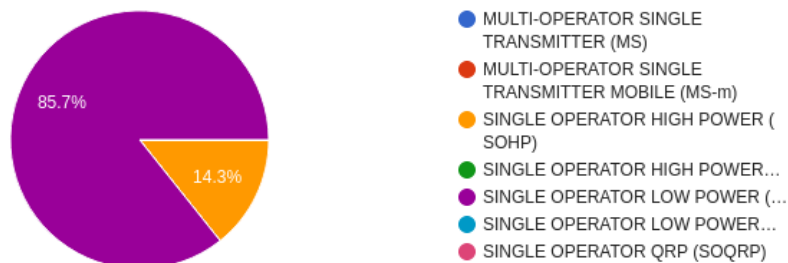 85.7%
14.3%
MULTI-OPERATOR SINGLE
TRANSMITTER (MS)
MULTI-OPERATOR SINGLE
TRANSMITTER MOBILE (MS-m)
SINGLE OPERATOR HIGH POWER (
SOHP)
SINGLE OPERATOR HIGH POWER…
SINGLE OPERATOR LOW POWER (…
SINGLE OPERATOR LOW POWER…
SINGLE OPERATOR QRP (SOQRP)